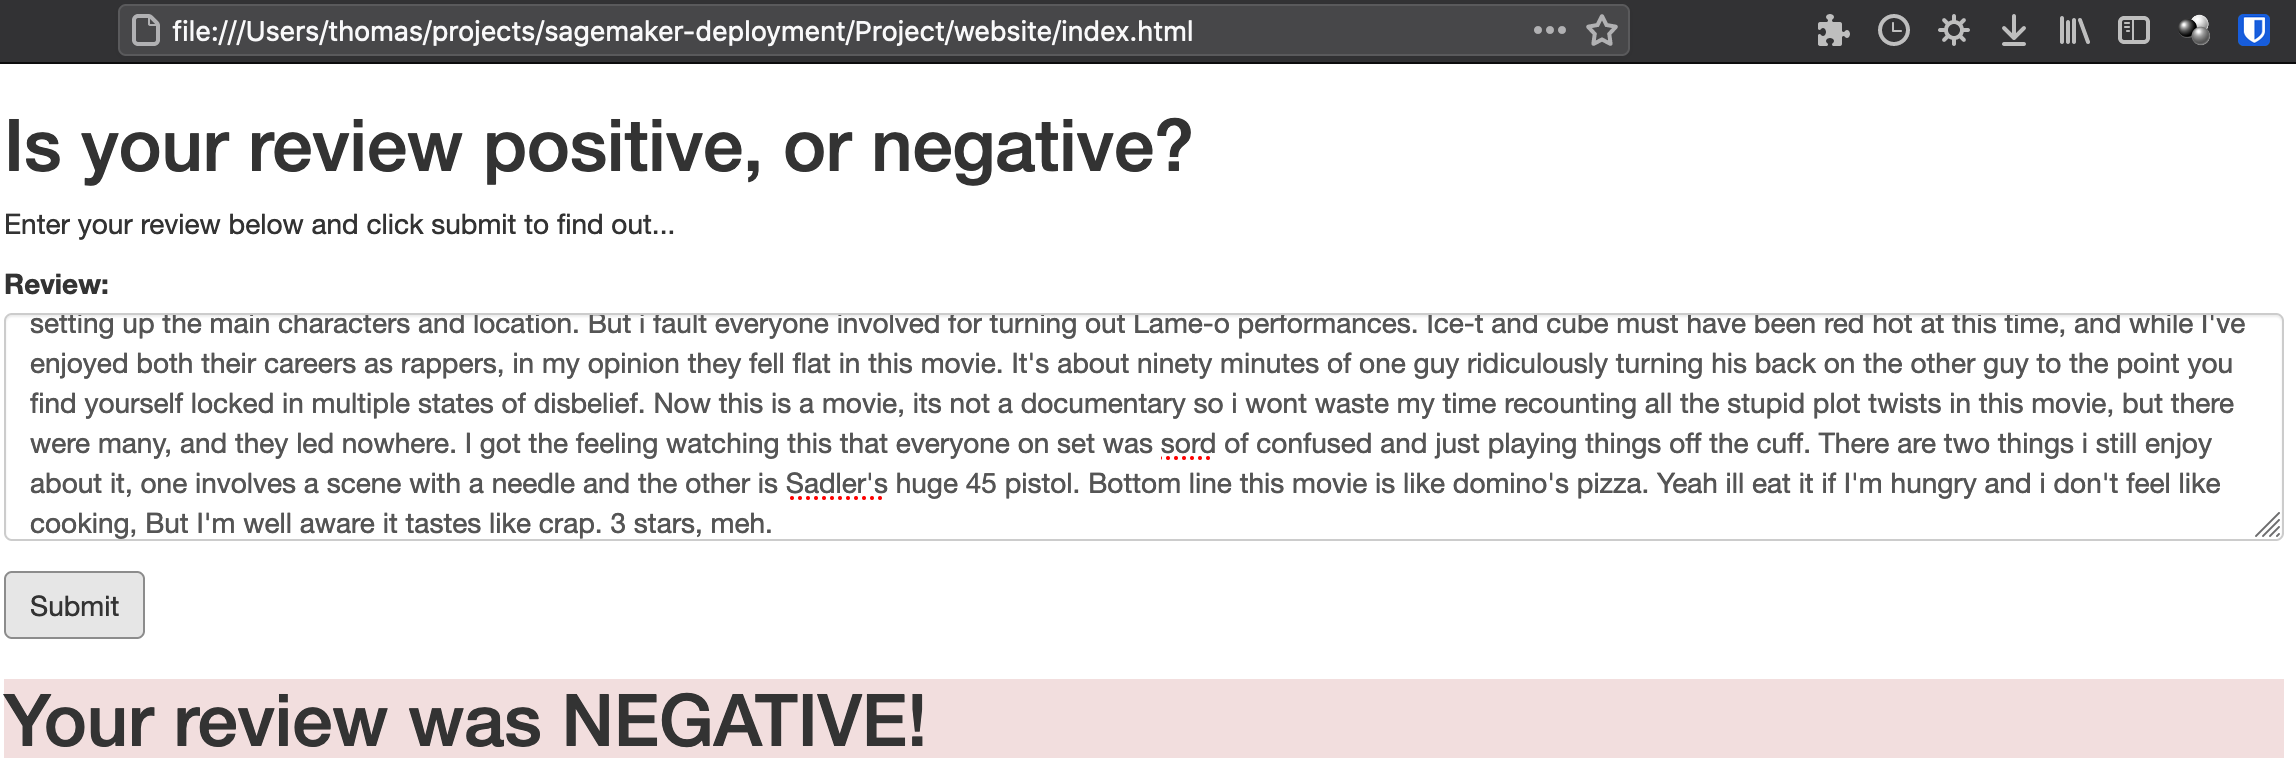 file:///Users/thomas/projects/sagemaker-deployment/Project/website/index.html
Is your review positive, or negative?
Enter your review below and click submit to find out...
Review:
setting up the main characters and location. But i fault everyone involved for turning out Lame-o performances. Ice-t and cube must have been red hot at this time, and while I've
enjoyed both their careers as rappers, in my opinion they fell flat in this movie. It's about ninety minutes of one guy ridiculously turning his back on the other guy to the point you
find yourself locked in multiple states of disbelief. Now this is a movie, its not a documentary so i wont waste my time recounting all the stupid plot twists in this movie, but there
were many, and they led nowhere. I got the feeling watching this that everyone on set was sord of confused and just playing things off the cuff. There are two things i still enjoy
about it, one involves a scene with a needle and the other is Sadler's huge 45 pistol. Bottom line this movie is like domino's pizza. Yeah ill eat it if I'm hungry and i don't feel like
cooking, But I'm well aware it tastes like crap. 3 stars, meh.
Submit
Your review was NEGATIVE!